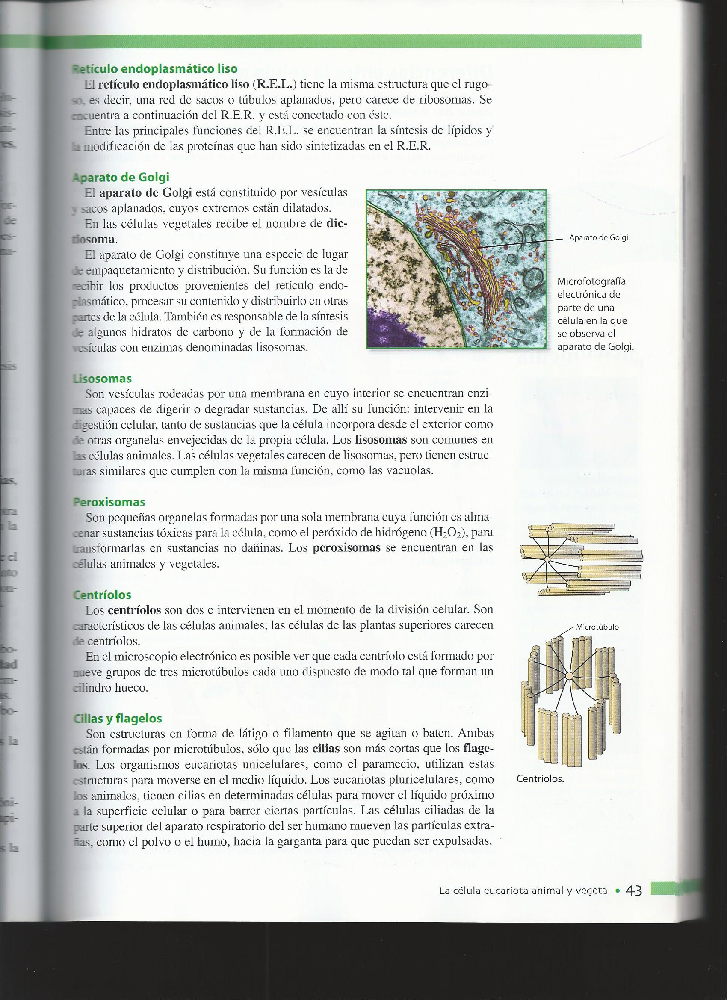 Retículo endoplasmático liso
El retículo endoplasmático liso (R.E.L.) tiene la misma estructura que el rugo-
so, es decir, una red de sacos o túbulos aplanados, pero carece de ribosomas. Se
encuentra a continuación del R.E.R. y está conectado con éste.
Entre las principales funciones del R.E.L. se encuentran la síntesis de lípidos y
la modificación de las proteínas que han sido sintetizadas en el R.E.R.
Aparato de Golgi
El aparato de Golgi está constituido por vesículas
y sacos aplanados, cuyos extremos están dilatados.
En las células vegetales recibe el nombre de dic-
tiosoma.
El aparato de Golgi constituye una especie de lugar
de empaquetamiento y distribución. Su función es la de
recibir los productos provenientes del retículo endo-
plasmático, procesar su contenido y distribuirlo en otras
partes de la célula. También es responsable de la síntesis
de algunos hidratos de carbono y de la formación de
vesículas con enzimas denominadas lisosomas.
Aparato de Golgi.
Microfotografía
electrónica de
parte de una
célula en la que
se observa el
aparato de Golgi.
Lisosomas
Son vesículas rodeadas por una membrana en cuyo interior se encuentran enzi-
mas capaces de digerir o degradar sustancias. De allí su función: intervenir en la
digestión celular, tanto de sustancias que la célula incorpora desde el exterior como
de otras organelas envejecidas de la propia célula. Los lisosomas son comunes en
las células animales. Las células vegetales carecen de lisosomas, pero tienen estruc-
turas similares que cumplen con la misma función, como las vacuolas.
Peroxisomas
Son pequeñas organelas formadas por una sola membrana cuya función es alma-
cenar sustancias tóxicas para la célula, como el peróxido de hidrógeno (H₂O₂), para
transformarlas en sustancias no dañinas. Los peroxisomas se encuentran en las
células animales y vegetales.
Centríolos
Los centríolos son dos e intervienen en el momento de la división celular. Son
característicos de las células animales; las células de las plantas superiores carecen
de centríolos.
En el microscopio electrónico es posible ver que cada centríolo está formado por
nueve grupos de tres microtúbulos cada uno dispuesto de modo tal que forman un
cilindro hueco.
Microtúbulo
Centríolos.
Cilias y flagelos
Son estructuras en forma de látigo o filamento que se agitan o baten. Ambas
están formadas por microtúbulos, sólo que las cilias son más cortas que los flage-
los. Los organismos eucariotas unicelulares, como el paramecio, utilizan estas
estructuras para moverse en el medio líquido. Los eucariotas pluricelulares, como
los animales, tienen cilias en determinadas células para mover el líquido próximo
a la superficie celular o para barrer ciertas partículas. Las células ciliadas de la
parte superior del aparato respiratorio del ser humano mueven las partículas extra-
ñas, como el polvo o el humo, hacia la garganta para que puedan ser expulsadas.
La célula eucariota animal y vegetal • 43